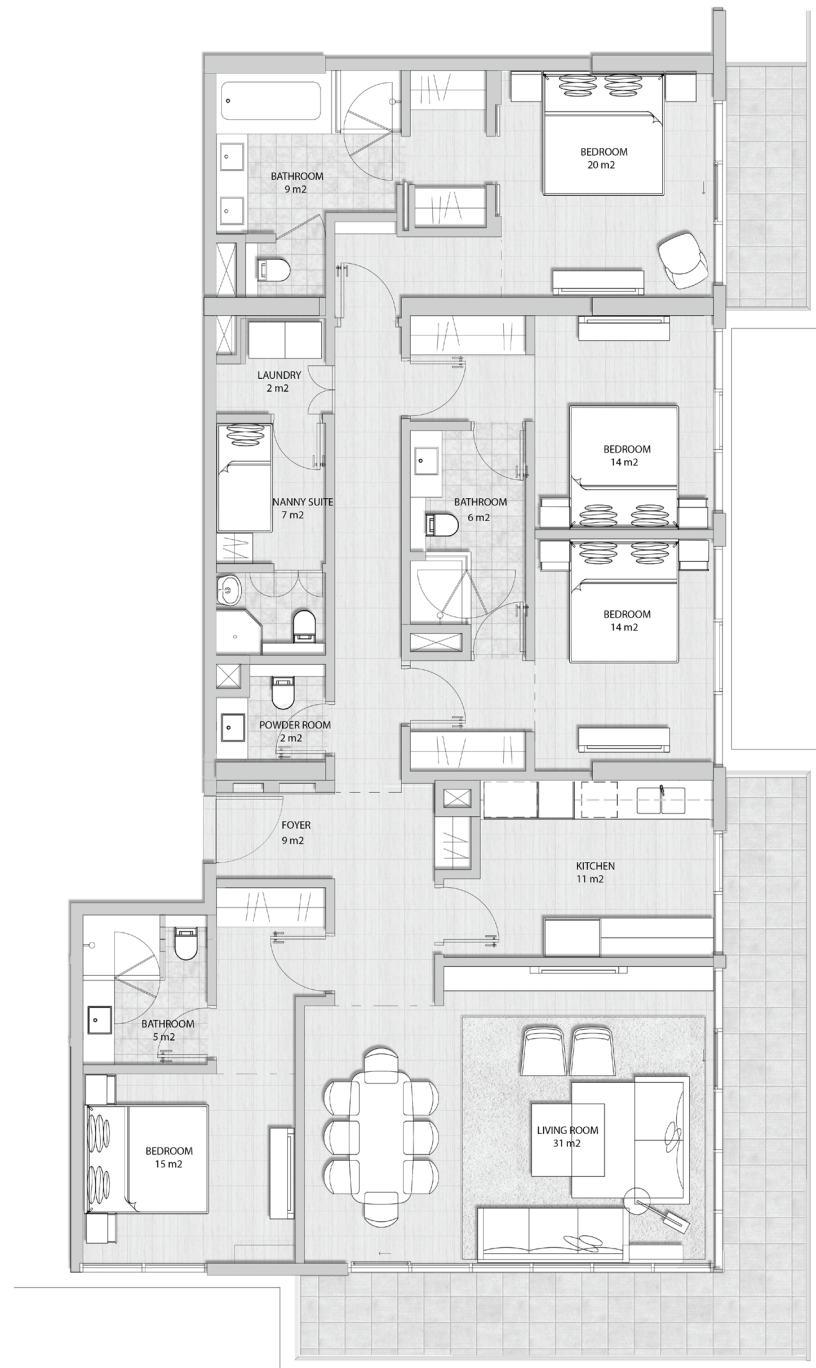 BEDROOM
20 m2
BATHROOM
9 m2
LAUNDRY
2 m2
BEDROOM
14 m2
NANNY SUITE
7 m2
BATHROOM
6 m2
BEDROOM
14 m2
POWDER ROOM
2 m2
FOYER
9 m2
KITCHEN
11 m2
BATHROOM
5 m2
LIVING ROOM
31 m2
BEDROOM
15 m2